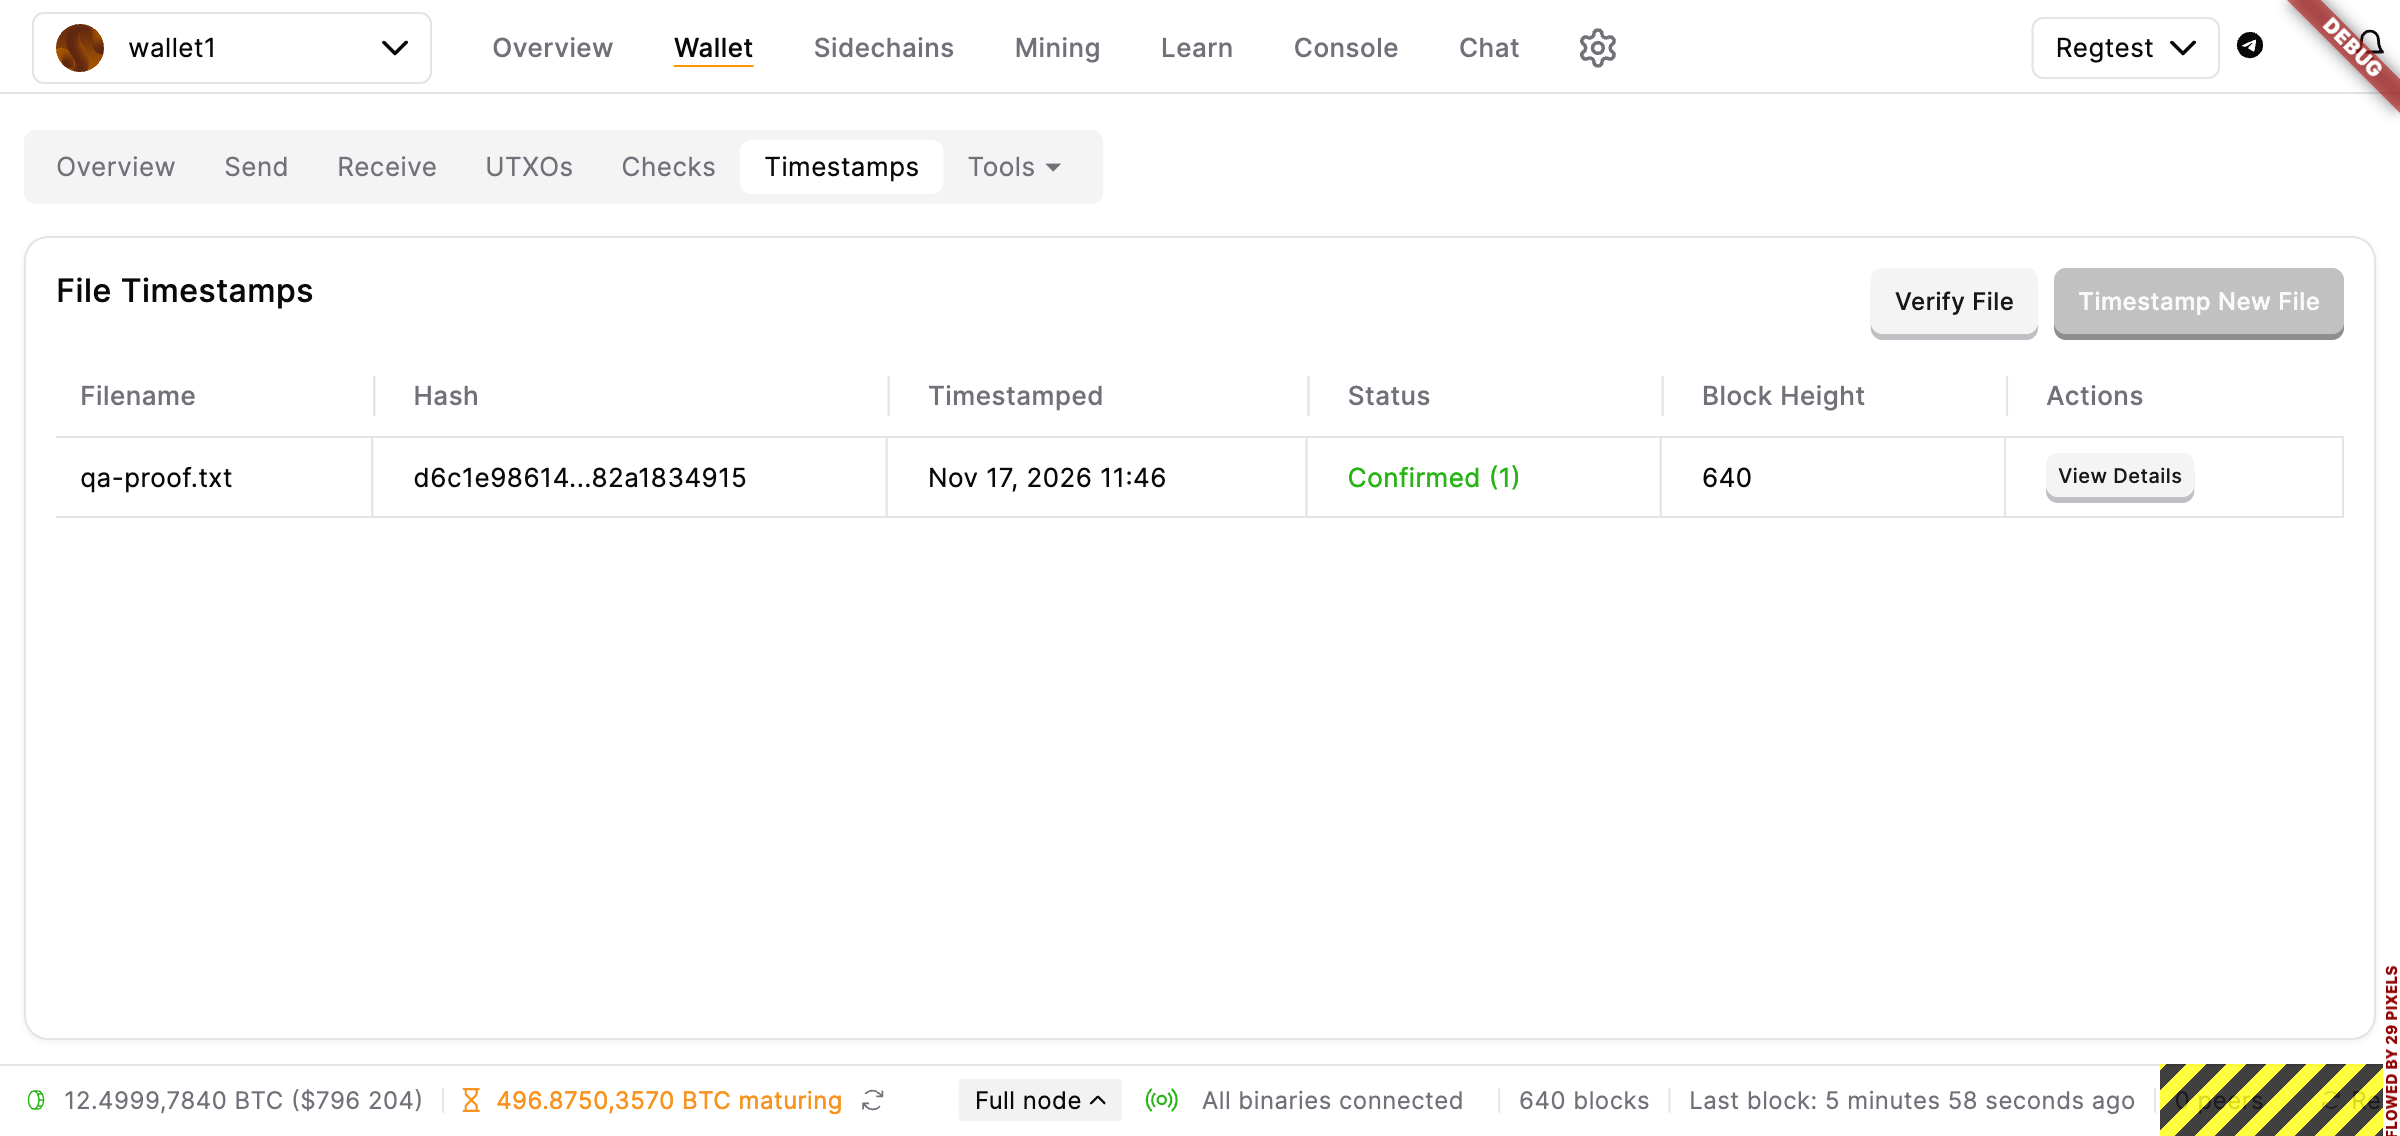 wallet1
Overview
Wallet
Sidechains
Mining
Learn
Console
Chat
Regtest
DEBUG
Overview
Send
Receive
UTXOs
Checks
Timestamps
Tools
File Timestamps
Verify File
Timestamp New File
Filename
Hash
Timestamped
Status
Block Height
Actions
qa-proof.txt
d6c1e98614...82a1834915
Nov 17, 2026 11:46
Confirmed (1)
640
View Details
12.4999,7840 BTC ($796 204)
496.8750,3570 BTC maturing
Full node
All binaries connected
640 blocks
Last block: 5 minutes 58 seconds ago
0 peers
FLOWED BY 29 PIXELS